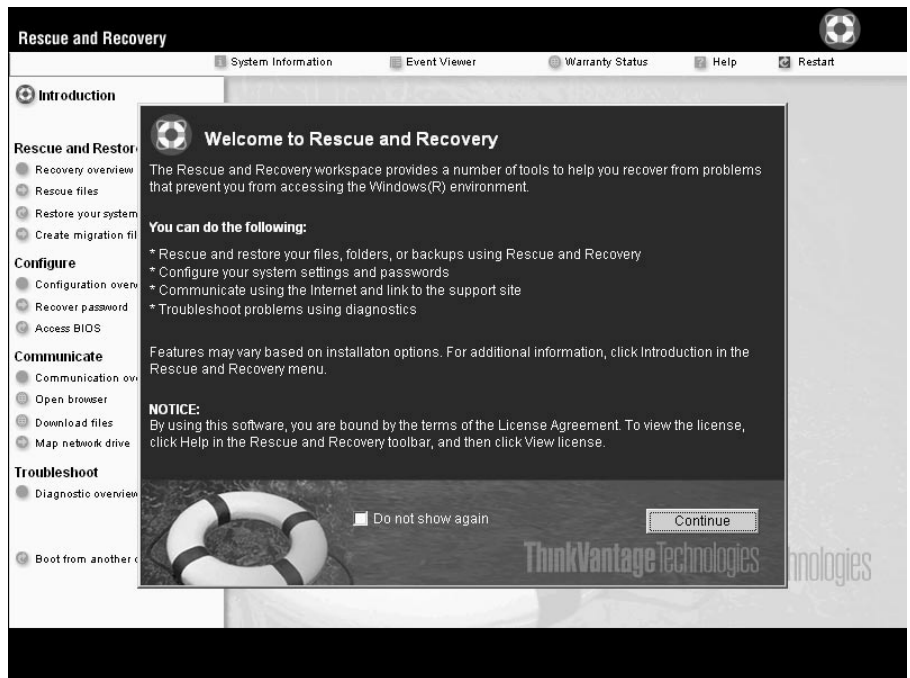 Rescue and Recovery
System Information Event Viewer Warranty Status Help Restart
Introduction
Rescue and Restor
Recovery overview
Rescue files
Restore your system
Create migration fil
Configure
Configuration overv
Recover password
Access BIOS
Communicate
Communication ov
Open browser
Download files
Map network drive
Troubleshoot
Diagnostic overview
Boot from another
Welcome to Rescue and Recovery
The Rescue and Recovery workspace provides a number of tools to help you recover from problems
that prevent you from accessing the Windows(R) environment.
You can do the following:
* Rescue and restore your files, folders, or backups using Rescue and Recovery
* Configure your system settings and passwords
* Communicate using the Internet and link to the support site
* Troubleshoot problems using diagnostics
Features may vary based on installaton options. For additional information, click Introduction in the
Rescue and Recovery menu.
NOTICE:
By using this software, you are bound by the terms of the License Agreement. To view the license,
click Help in the Rescue and Recovery toolbar, and then click View license.
Do not show again
Continue
ThinkVantage Technologies
hnologies